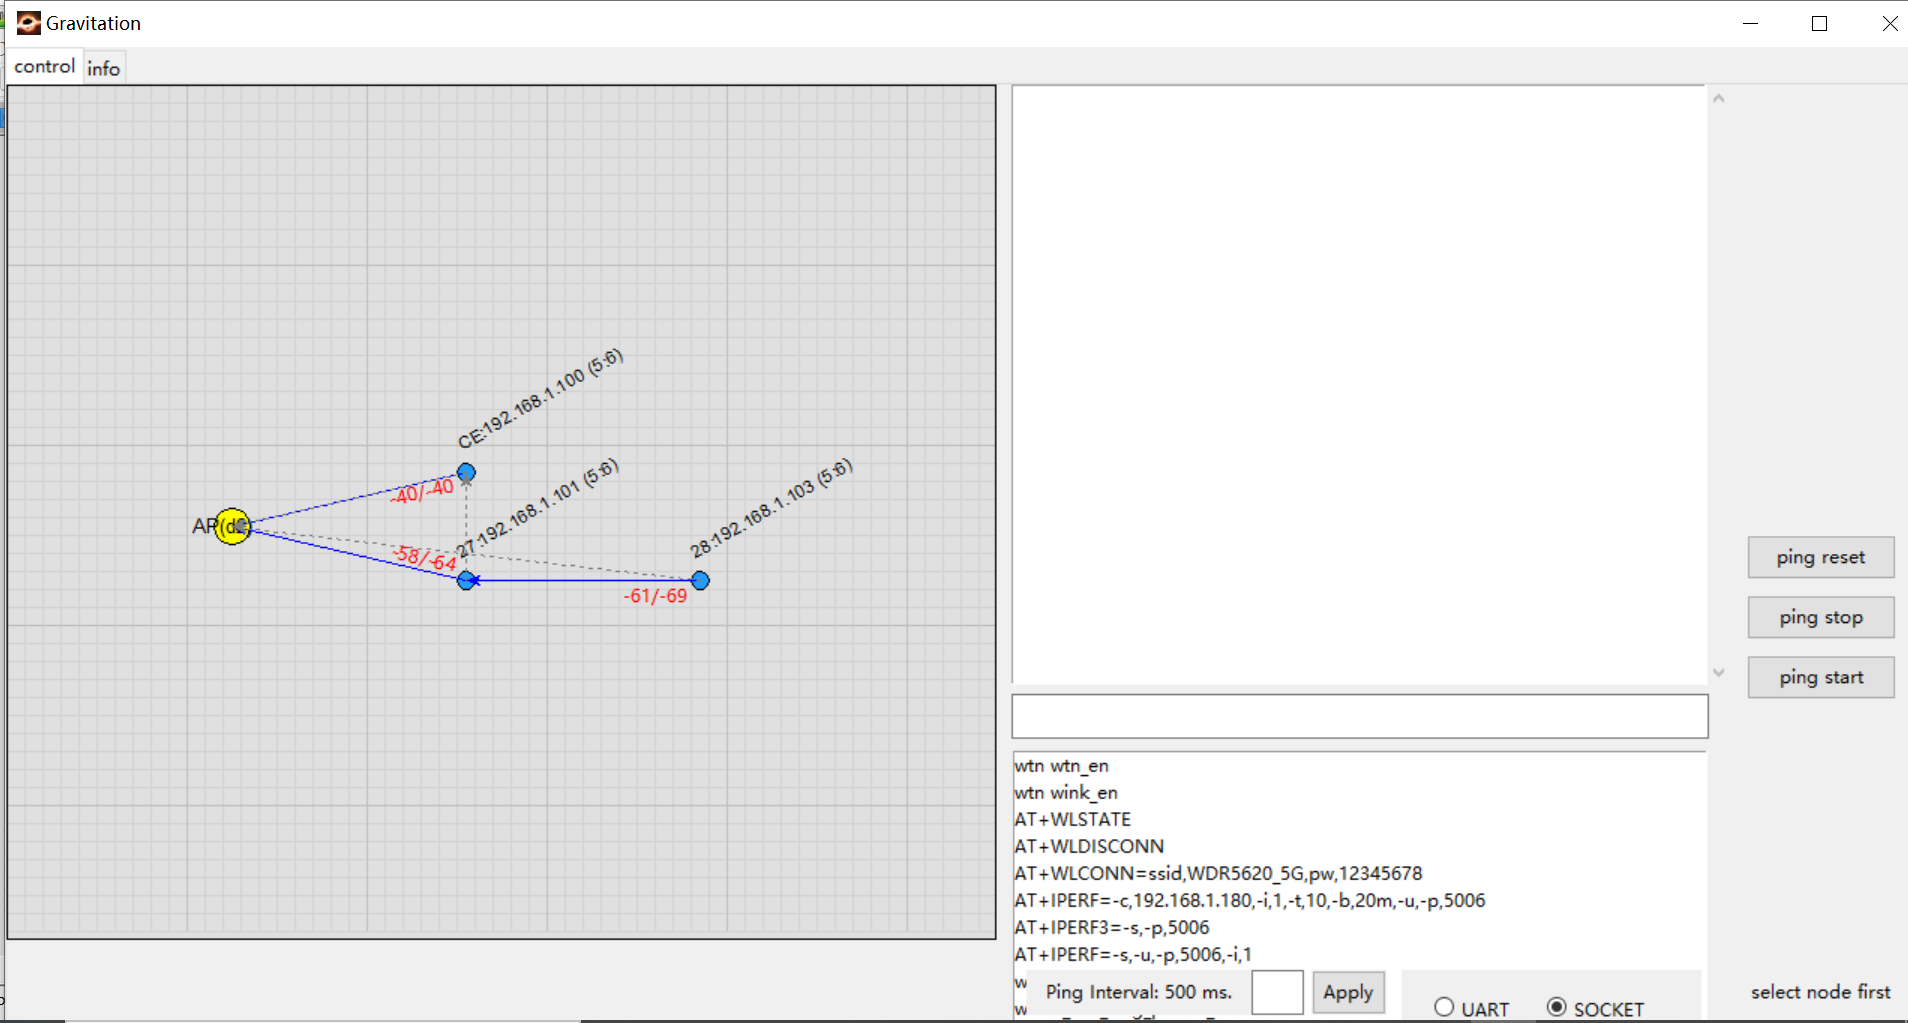 Gravitation
control
info
CE:192.168.1.100 (5:6)
-40/-40
27:192.168.1.101 (5:6)
28:192.168.1.103 (5:6)
-58/-64
-61/-69
ping reset
ping stop
ping start
wtn wtn_en
wtn wink_en
AT+WLSTATE
AT+WLDISCONN
AT+WLCONN=ssid,WDR5620_5G,pw,12345678
AT+IPERF=-c,192.168.1.180,-i,1,-t,10,-b,20m,-u,-p,5006
AT+IPERF3=-s,-p,5006
AT+IPERF=-s,-u,-p,5006,-i,1
Ping Interval: 500 ms.
Apply
UART
SOCKET
select node first